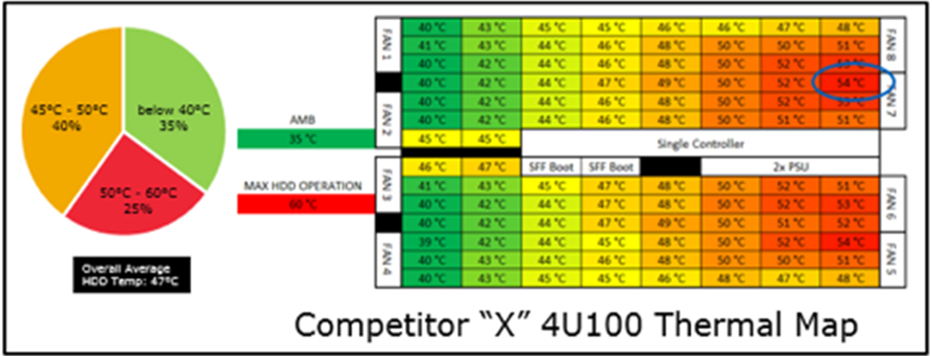 45ºC - 50ºC
40%
below 40ºC
35%
50ºC - 60ºC
25%
Overall Average
HDD Temp: 47ºC
AMB
35 °C
MAX HDD OPERATION
60 °C
FAN 1
FAN 2
FAN 3
FAN 4
40 °C 43 °C 45 °C 45 °C 46 °C 46 °C 47 °C 48 °C
41 °C 43 °C 44 °C 46 °C 48 °C 50 °C 50 °C 51 °C
40 °C 42 °C 44 °C 46 °C 48 °C 50 °C 52 °C
40 °C 42 °C 44 °C 47 °C 49 °C 50 °C 52 °C 54 °C
40 °C 42 °C 44 °C 46 °C 48 °C 50 °C 52 °C
40 °C 42 °C 44 °C 46 °C 48 °C 50 °C 51 °C 51 °C
45 °C 45 °C Single Controller
46 °C 47 °C SFF Boot SFF Boot 2x PSU
41 °C 43 °C 45 °C 47 °C 48 °C 50 °C 52 °C 51 °C
40 °C 42 °C 44 °C 47 °C 48 °C 50 °C 52 °C 53 °C
40 °C 42 °C 44 °C 47 °C 49 °C 50 °C 51 °C 52 °C
39 °C 42 °C 44 °C 45 °C 48 °C 50 °C 52 °C 54 °C
40 °C 43 °C 44 °C 46 °C 48 °C 50 °C 50 °C 51 °C
40 °C 43 °C 45 °C 45 °C 46 °C 48 °C 47 °C 48 °C
FAN 8
FAN 7
FAN 6
FAN 5
Competitor “X” 4U100 Thermal Map